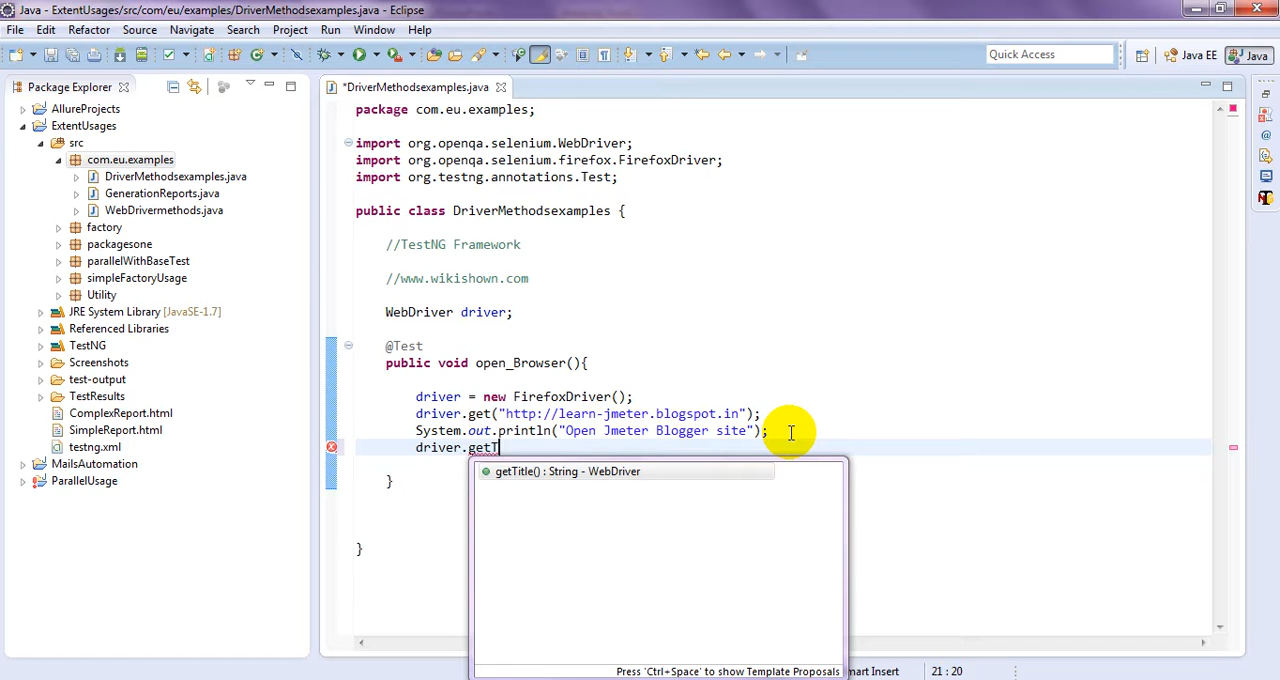 Java - ExtentUsages/src/com/eu/examples/DriverMethodsexamples.java - Eclipse
File Edit Refactor Source Navigate Search Project Run Window Help
Quick Access
Java EE
Java
Package Explorer
*DriverMethodsexamples.java
AllureProjects
ExtentUsages
src
com.eu.examples
DriverMethodsexamples.java
GenerationReports.java
WebDrivermethods.java
factory
packagesone
parallelWithBaseTest
simpleFactoryUsage
Utility
JRE System Library [JavaSE-1.7]
Referenced Libraries
TestNG
Screenshots
test-output
TestResults
ComplexReport.html
SimpleReport.html
testng.xml
MailsAutomation
ParallelUsage
package com.eu.examples;
import org.openqa.selenium.WebDriver;
import org.openqa.selenium.firefox.FirefoxDriver;
import org.testng.annotations.Test;
public class DriverMethodsexamples {
//TestNG Framework
//www.wikishown.com
WebDriver driver;
@Test
public void open_Browser(){
driver = new FirefoxDriver();
driver.get("http://learn-jmeter.blogspot.in");
System.out.println("Open Jmeter Blogger site");
driver.getT
getTitle() : String - WebDriver
}
}
Press 'Ctrl+Space' to show Template Proposals
mart Insert
21 : 20